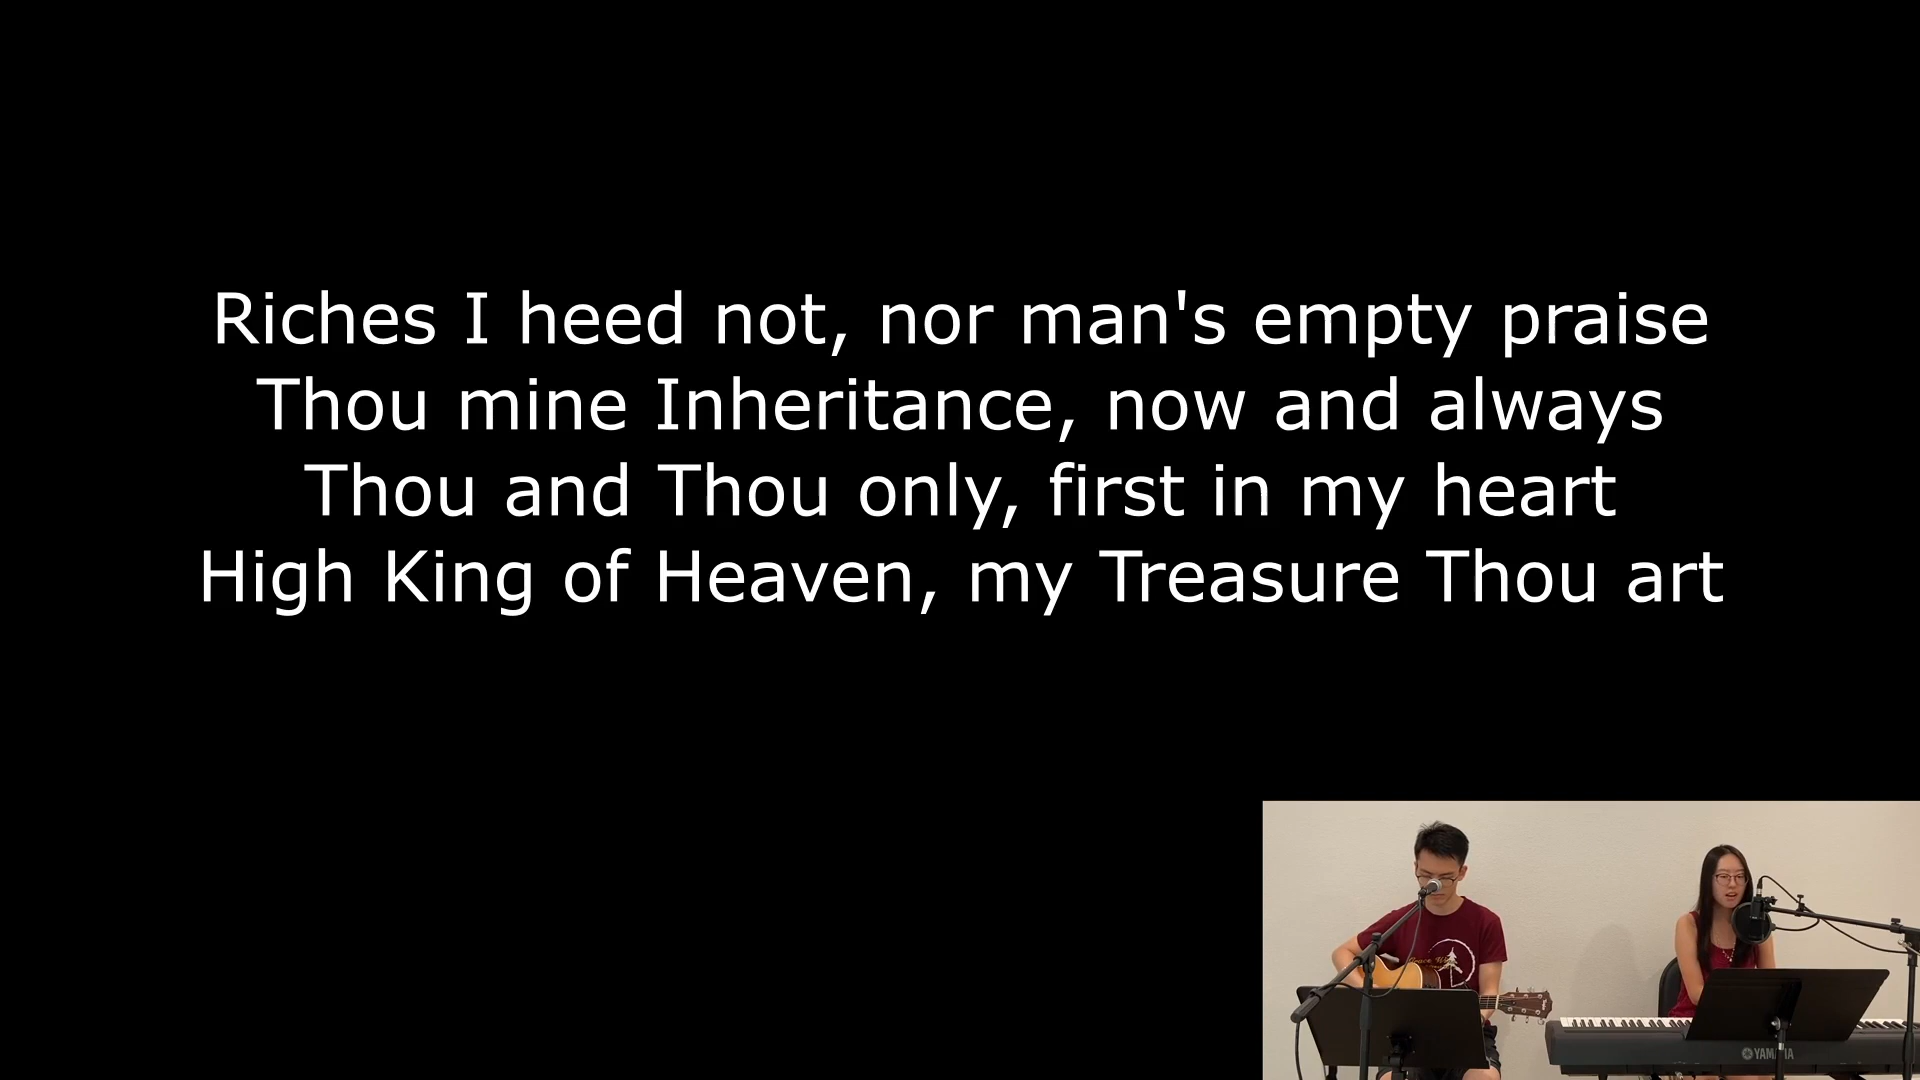 Riches I heed not, nor man's empty praise
Thou mine Inheritance, now and always
Thou and Thou only, first in my heart
High King of Heaven, my Treasure Thou art
YAMAHA